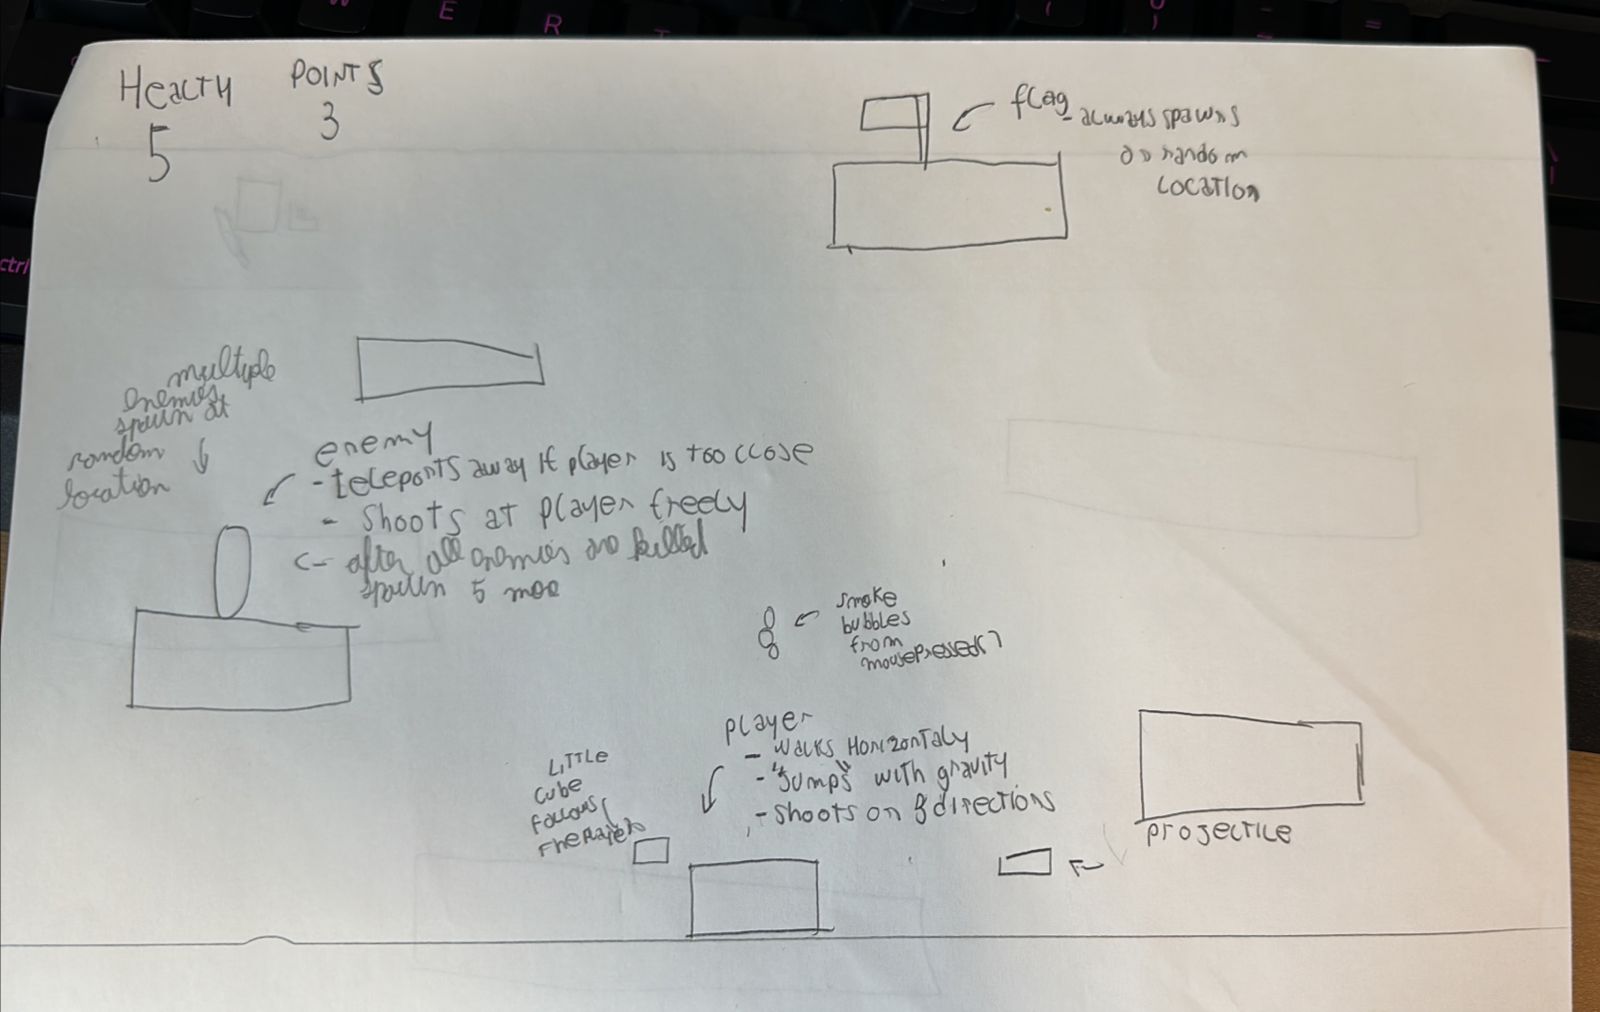 W
E
R
T
ctrl
Healty POINTS
5 3
flag
- always spawns
on random
location
multiple
enemies
spawn at
random
location
enemy
- teleports away if player is too close
- shoots at player freely
<- after all enemies are killed
spawn 5 moe
smoke
bubbles
from
mousePressed()
player
- walks Horizontaly
- "Jumps" with gravity
- shoots on 8 directions
LITTLE
cube
follows
the player
projectile